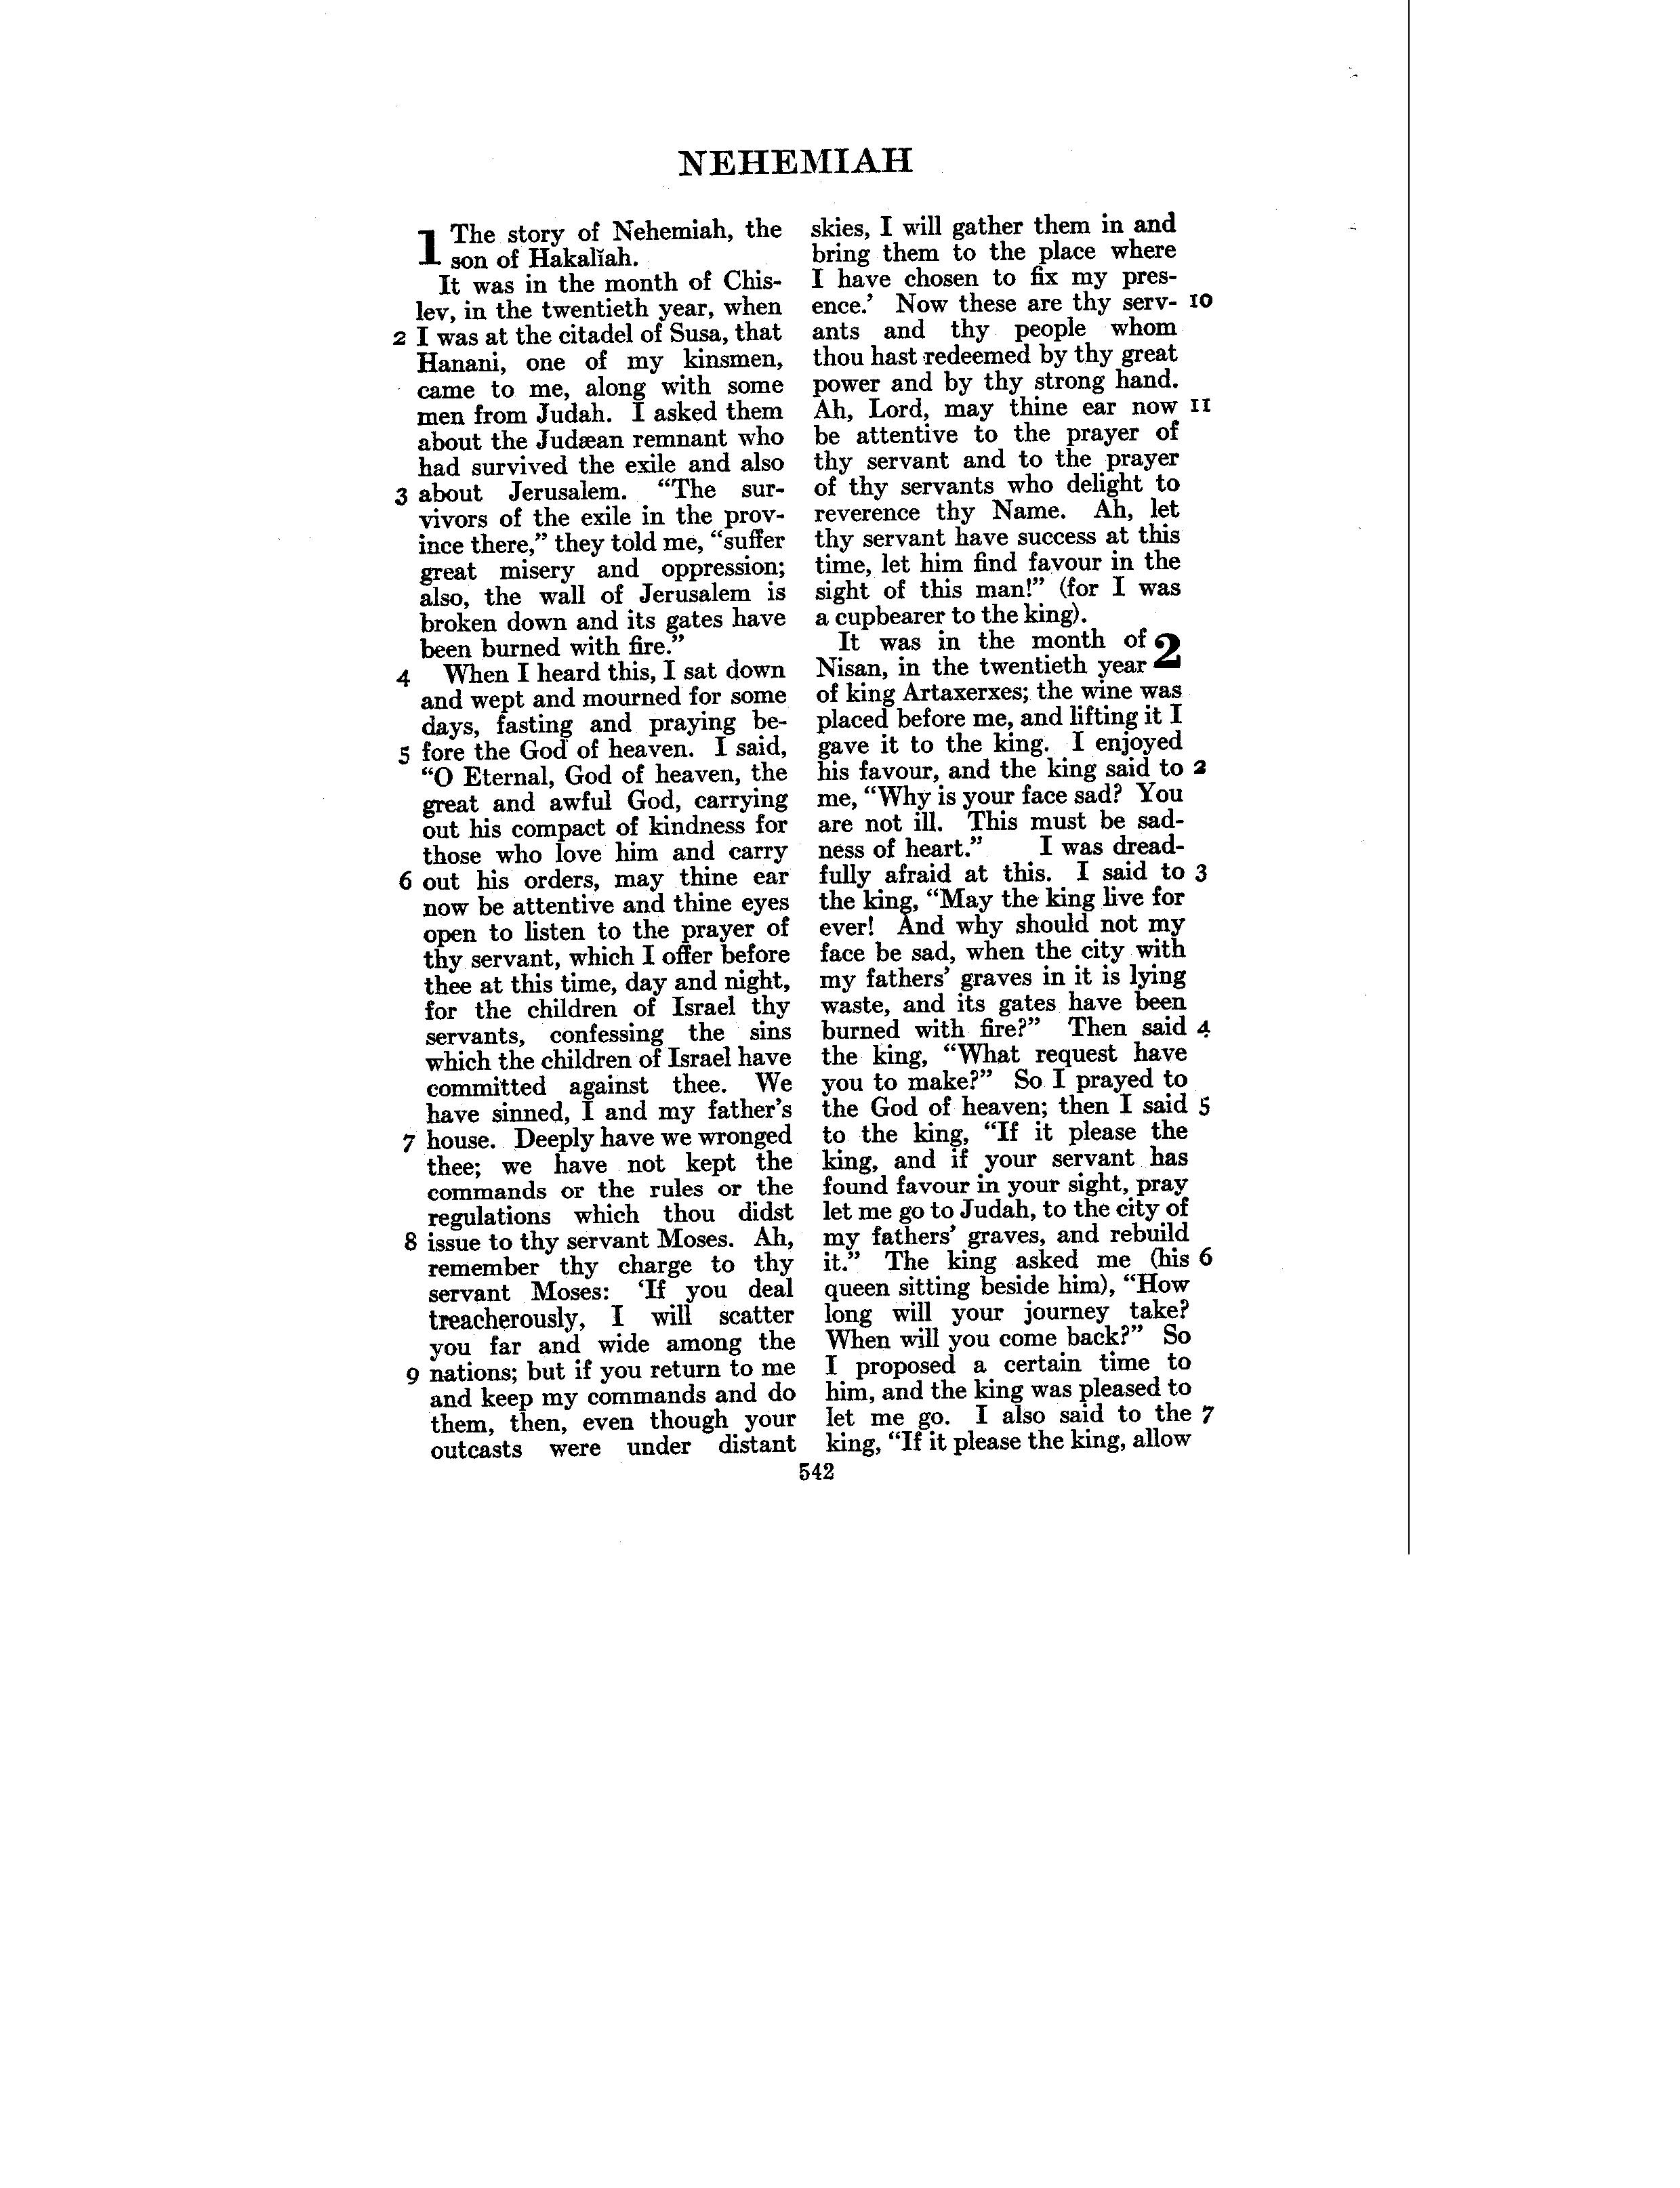 NEHEMIAH
1 The story of Nehemiah, the
son of Hakalĭah.
It was in the month of Chis-
lev, in the twentieth year, when
2 I was at the citadel of Susa, that
Hanani, one of my kinsmen,
came to me, along with some
men from Judah. I asked them
about the Judæan remnant who
had survived the exile and also
3 about Jerusalem. “The sur-
vivors of the exile in the prov-
ince there,” they told me, “suffer
great misery and oppression;
also, the wall of Jerusalem is
broken down and its gates have
been burned with fire.”
4 When I heard this, I sat down
and wept and mourned for some
days, fasting and praying be-
5 fore the God of heaven. I said,
“O Eternal, God of heaven, the
great and awful God, carrying
out his compact of kindness for
those who love him and carry
6 out his orders, may thine ear
now be attentive and thine eyes
open to listen to the prayer of
thy servant, which I offer before
thee at this time, day and night,
for the children of Israel thy
servants, confessing the sins
which the children of Israel have
committed against thee. We
have sinned, I and my father’s
7 house. Deeply have we wronged
thee; we have not kept the
commands or the rules or the
regulations which thou didst
8 issue to thy servant Moses. Ah,
remember thy charge to thy
servant Moses: ‘If you deal
treacherously, I will scatter
you far and wide among the
9 nations; but if you return to me
and keep my commands and do
them, then, even though your
outcasts were under distant
skies, I will gather them in and
bring them to the place where
I have chosen to fix my pres-
ence.’ Now these are thy serv- 10
ants and thy people whom
thou hast redeemed by thy great
power and by thy strong hand.
Ah, Lord, may thine ear now 11
be attentive to the prayer of
thy servant and to the prayer
of thy servants who delight to
reverence thy Name. Ah, let
thy servant have success at this
time, let him find favour in the
sight of this man!” (for I was
a cupbearer to the king).
It was in the month of 2
Nisan, in the twentieth year
of king Artaxerxes; the wine was
placed before me, and lifting it I
gave it to the king. I enjoyed
his favour, and the king said to 2
me, “Why is your face sad? You
are not ill. This must be sad-
ness of heart.” I was dread-
fully afraid at this. I said to 3
the king, “May the king live for
ever! And why should not my
face be sad, when the city with
my fathers’ graves in it is lying
waste, and its gates have been
burned with fire?” Then said 4
the king, “What request have
you to make?” So I prayed to
the God of heaven; then I said 5
to the king, “If it please the
king, and if your servant has
found favour in your sight, pray
let me go to Judah, to the city of
my fathers’ graves, and rebuild
it.” The king asked me (his 6
queen sitting beside him), “How
long will your journey take?
When will you come back?” So
I proposed a certain time to
him, and the king was pleased to
let me go. I also said to the 7
king, “If it please the king, allow
542